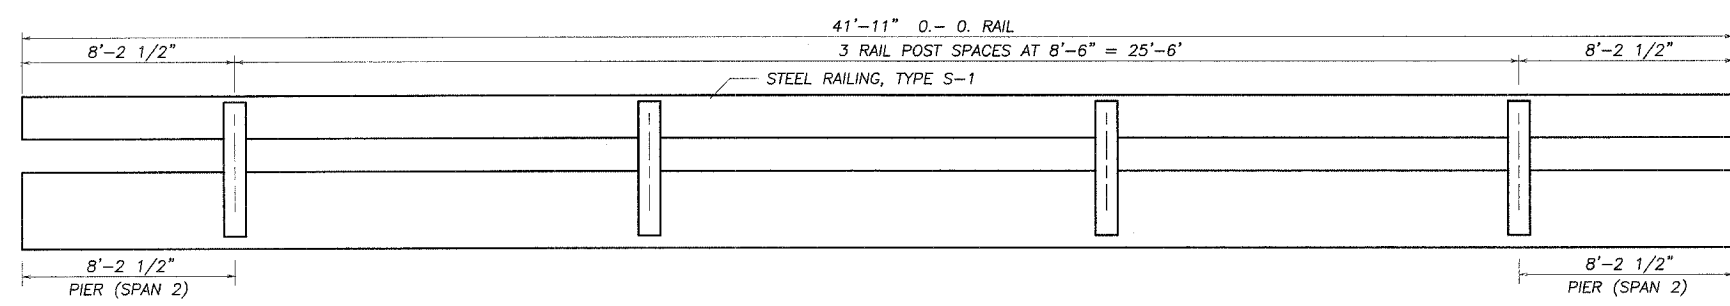 41'-11" O.- O. RAIL
8'-2 1/2"
3 RAIL POST SPACES AT 8'-6" = 25'-6'
8'-2 1/2"
STEEL RAILING, TYPE S-1
8'-2 1/2"
PIER (SPAN 2)
8'-2 1/2"
PIER (SPAN 2)